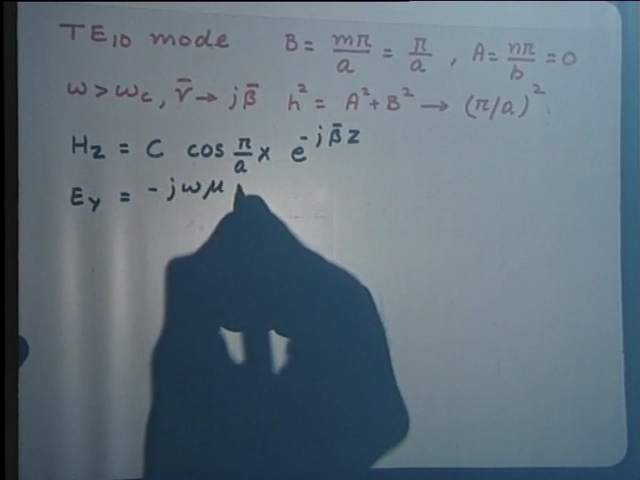 TE10 mode B = mπ/a = π/a , A = nπ/b = 0
ω > ωc, γ̄ → jβ̄ h² = A² + B² → (π/a)²
Hz = C cos π/a x e^-jβ̄z
Ey = -jωμ